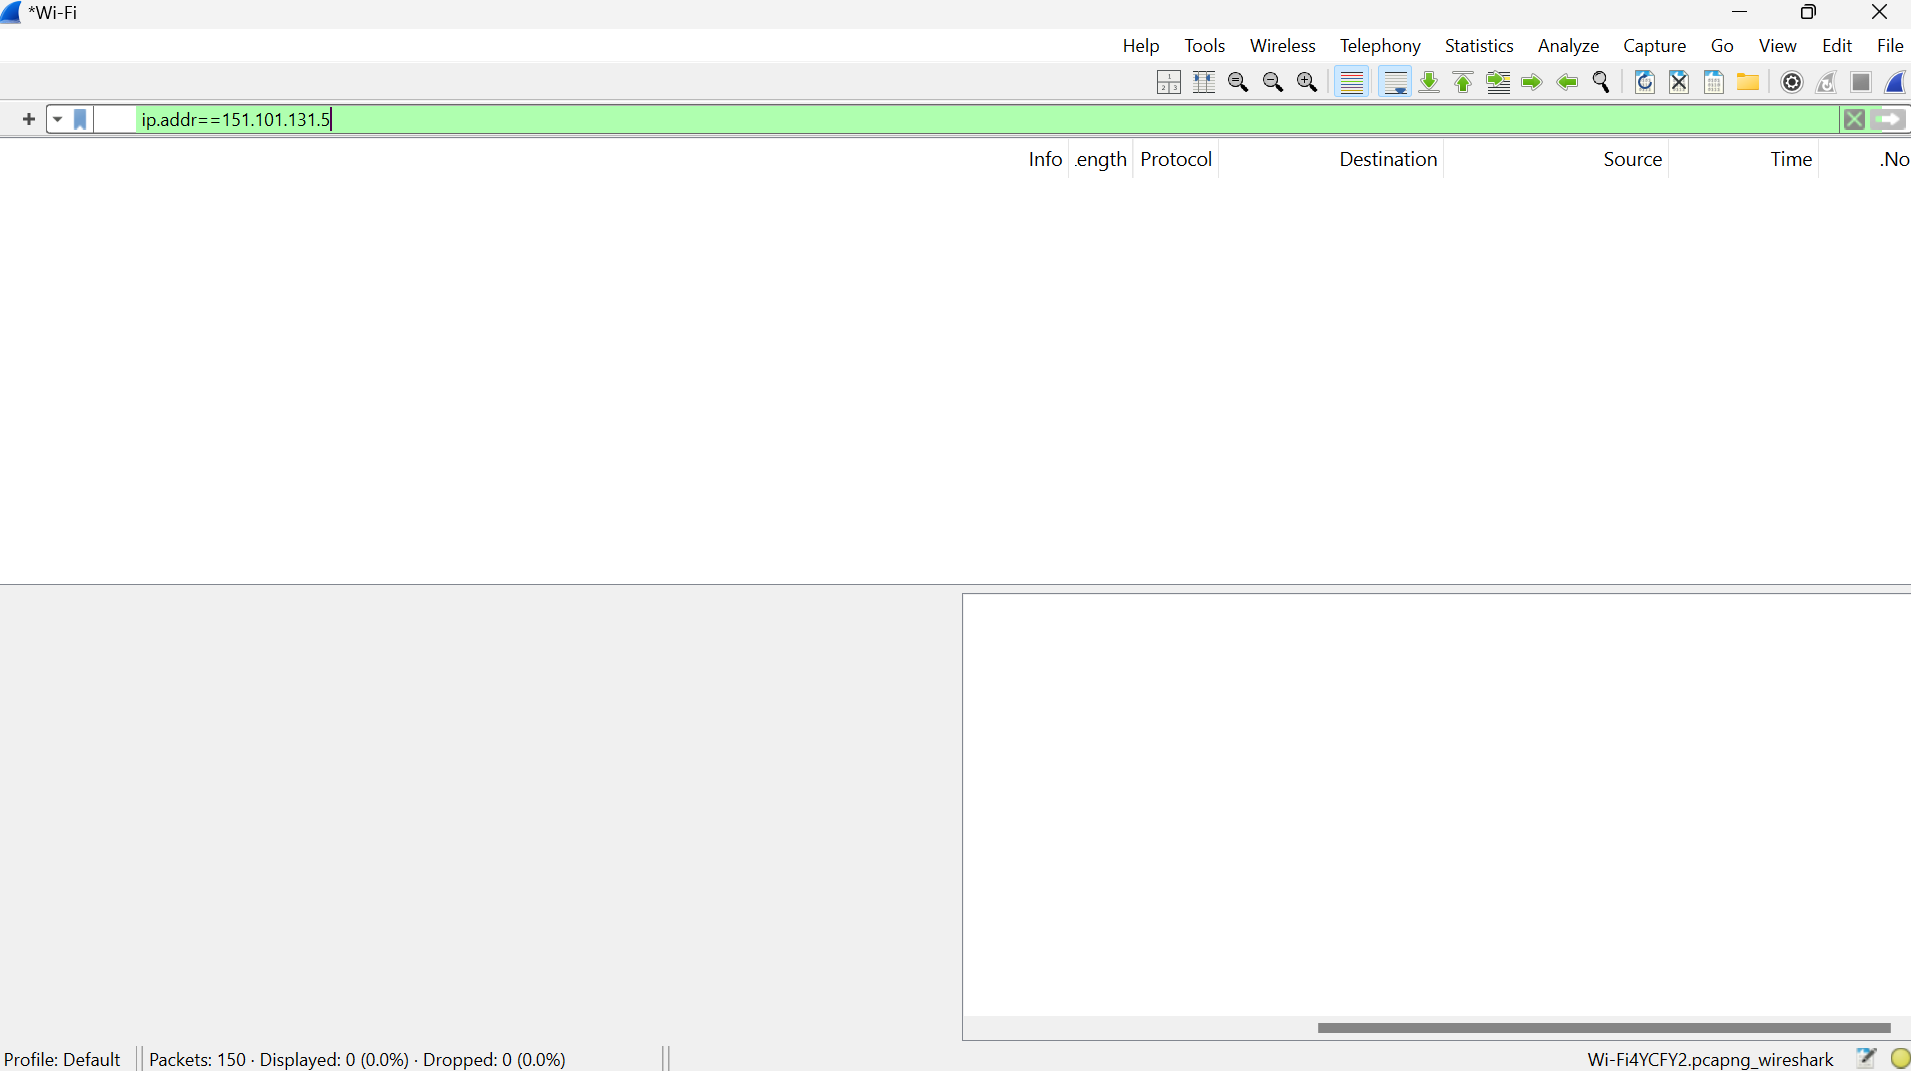 *Wi-Fi
Help Tools Wireless Telephony Statistics Analyze Capture Go View Edit File
ip.addr==151.101.131.5
Info .ength Protocol Destination Source Time .No
Profile: Default Packets: 150 · Displayed: 0 (0.0%) · Dropped: 0 (0.0%) Wi-Fi4YCFY2.pcapng_wireshark